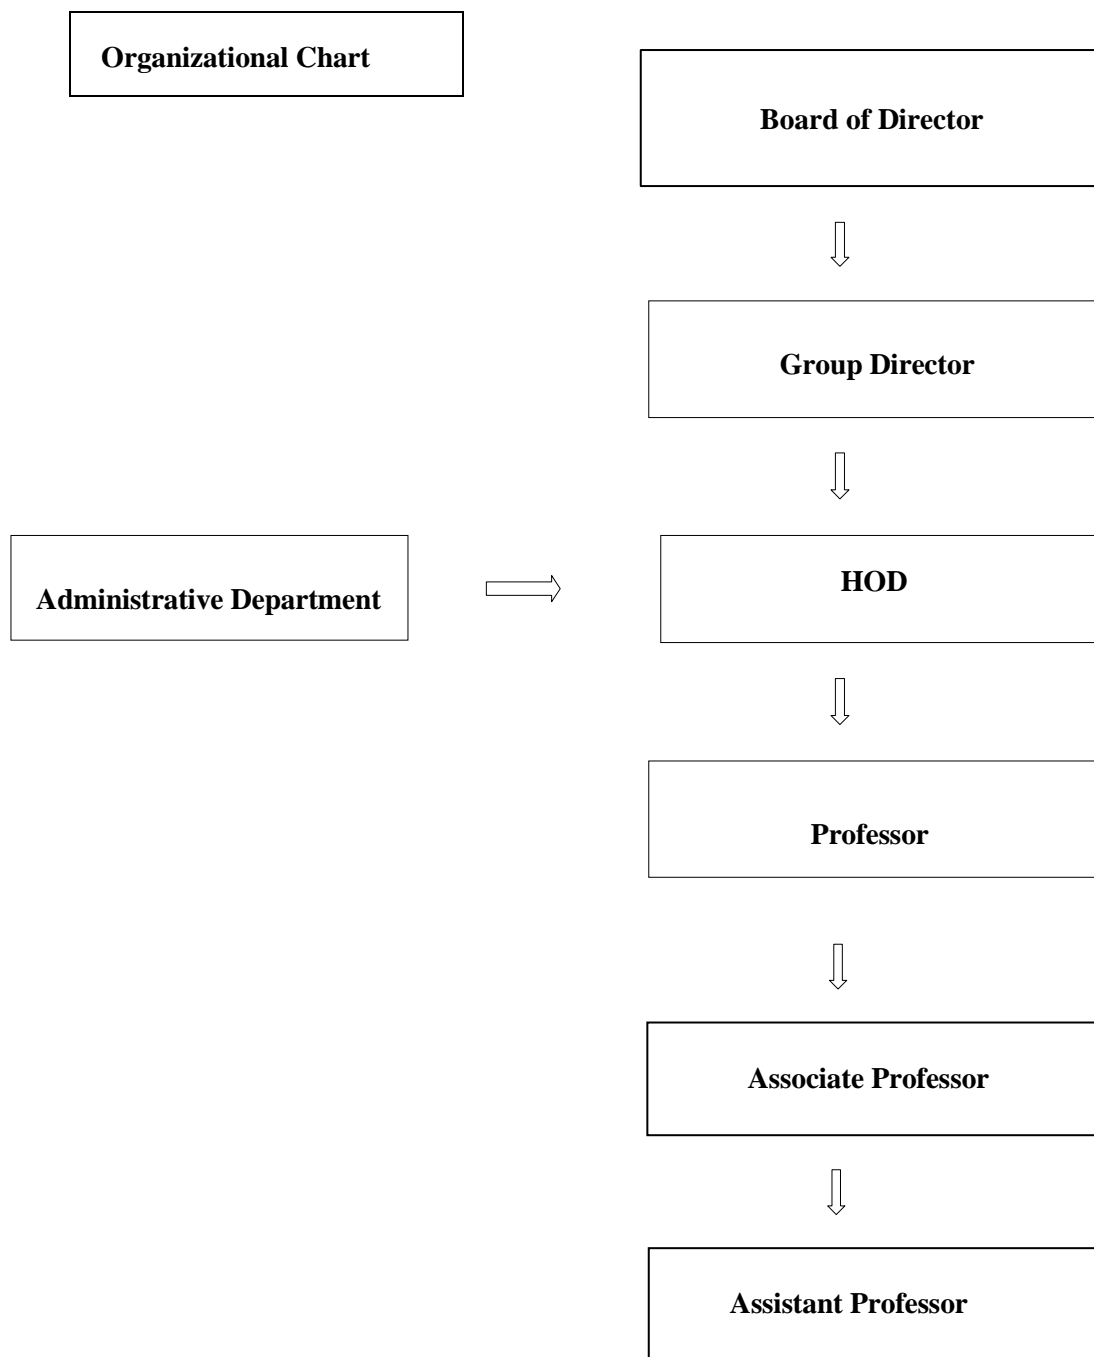 Organizational Chart
Board of Director
Group Director
Administrative Department
HOD
Professor
Associate Professor
Assistant Professor